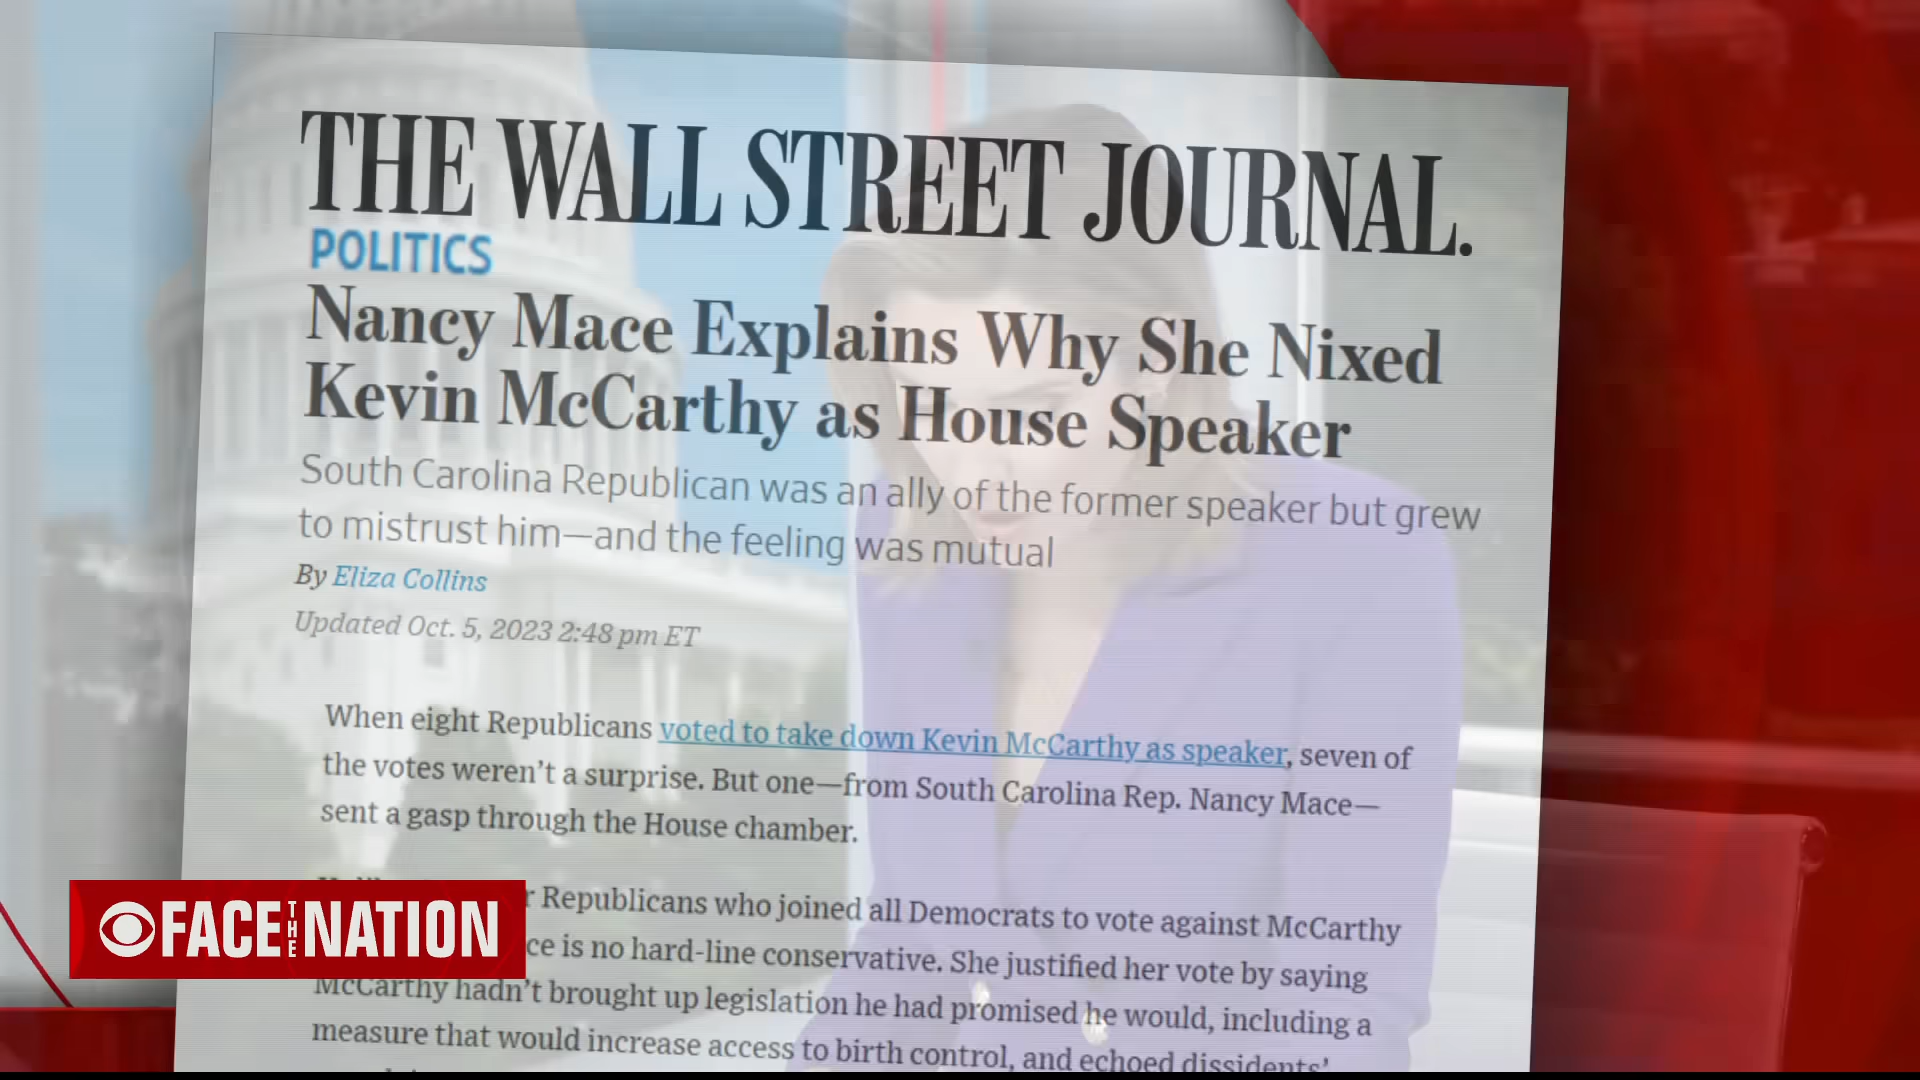 THE WALL STREET JOURNAL.
POLITICS
Nancy Mace Explains Why She Nixed
Kevin McCarthy as House Speaker
South Carolina Republican was an ally of the former speaker but grew
to mistrust him—and the feeling was mutual
By Eliza Collins
Updated Oct. 5, 2023 2:48 pm ET
When eight Republicans voted to take down Kevin McCarthy as speaker, seven of
the votes weren't a surprise. But one—from South Carolina Rep. Nancy Mace—
sent a gasp through the House chamber.
Republicans who joined all Democrats to vote against McCarthy
is no hard-line conservative. She justified her vote by saying
McCarthy hadn't brought up legislation he had promised he would, including a
measure that would increase access to birth control, and echoed dissidents'
FACE THE NATION